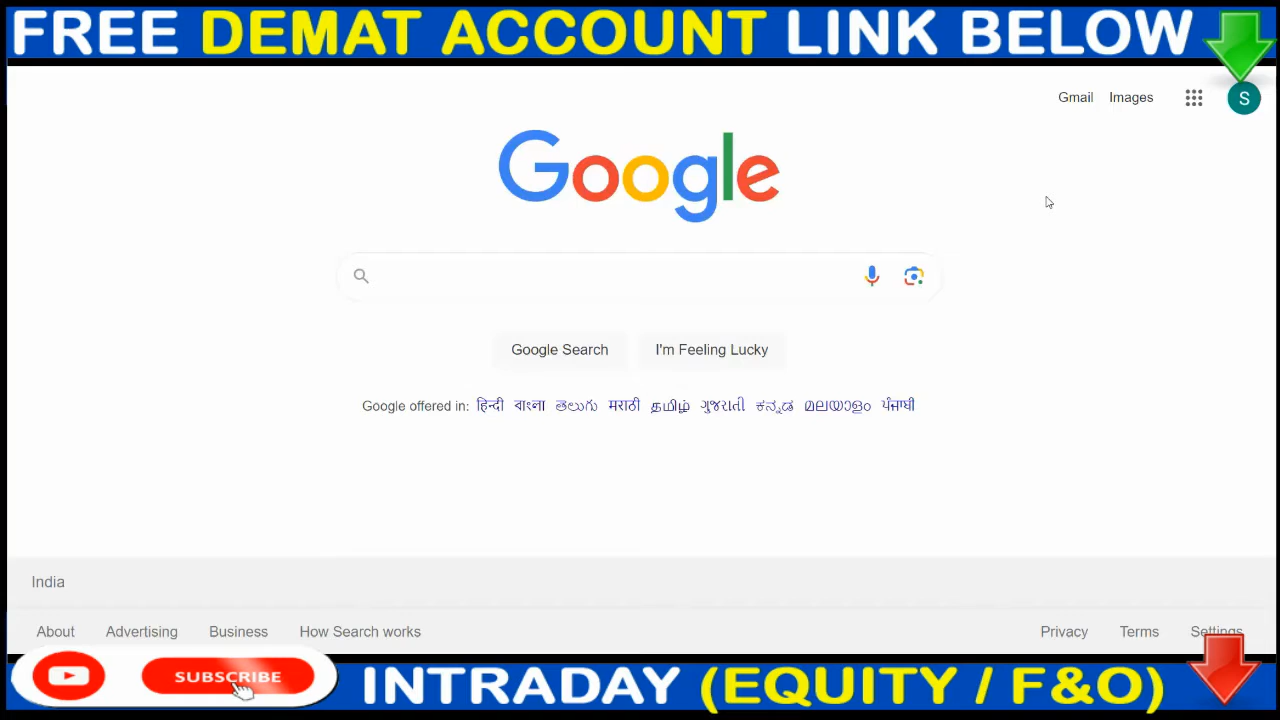 FREE DEMAT ACCOUNT LINK BELOW
Gmail Images S
Google
Google Search I'm Feeling Lucky
Google offered in: हिन्दी বাংলা తెలుగు मराठी தமிழ் ગુજરાતી ಕನ್ನಡ മലയാളം ਪੰਜਾਬੀ
India
About Advertising Business How Search works Privacy Terms Settings
SUBSCRIBE
INTRADAY (EQUITY / F&O)